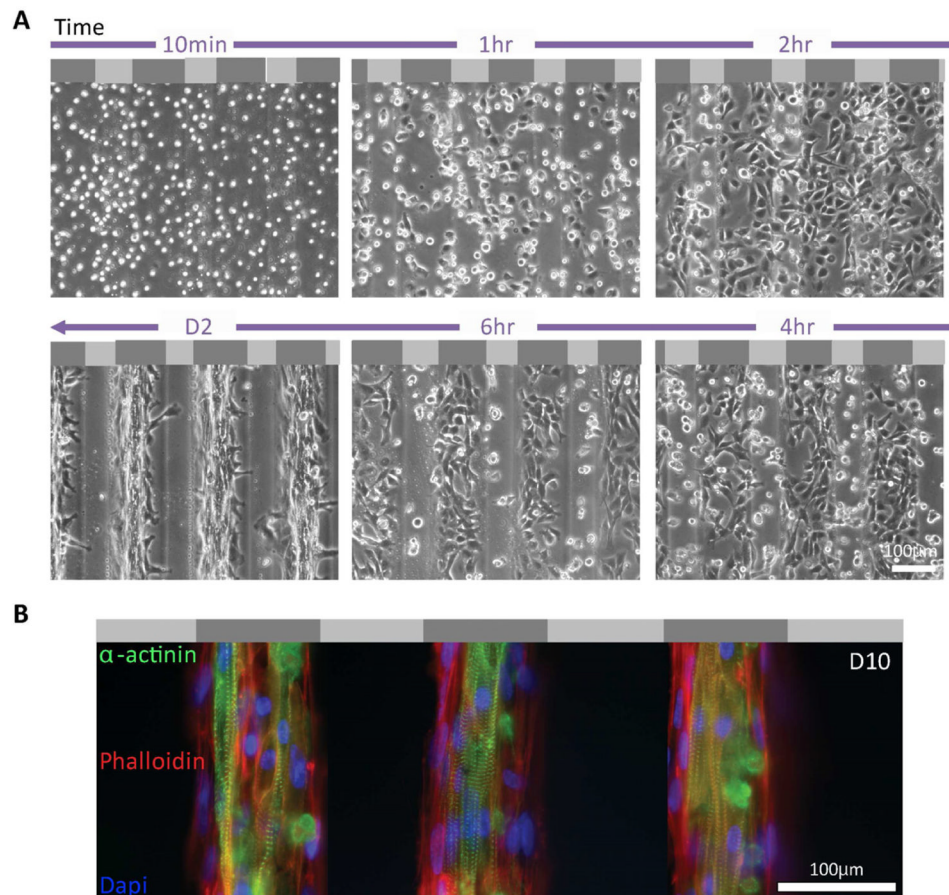 A
Time
10min
1hr
2hr
D2
6hr
4hr
100µm
B
α-actinin
D10
Phalloidin
100µm
Dapi